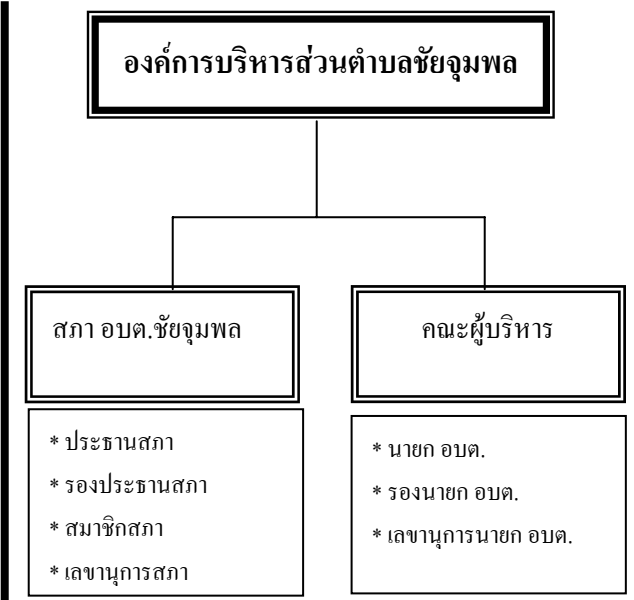 องค์การบริหารส่วนตำบลชัยจุมพล
สภา อบต.ชัยจุมพล
* ประธานสภา
* รองประธานสภา
* สมาชิกสภา
* เลขานุการสภา
คณะผู้บริหาร
* นายก อบต.
* รองนายก อบต.
* เลขานุการนายก อบต.